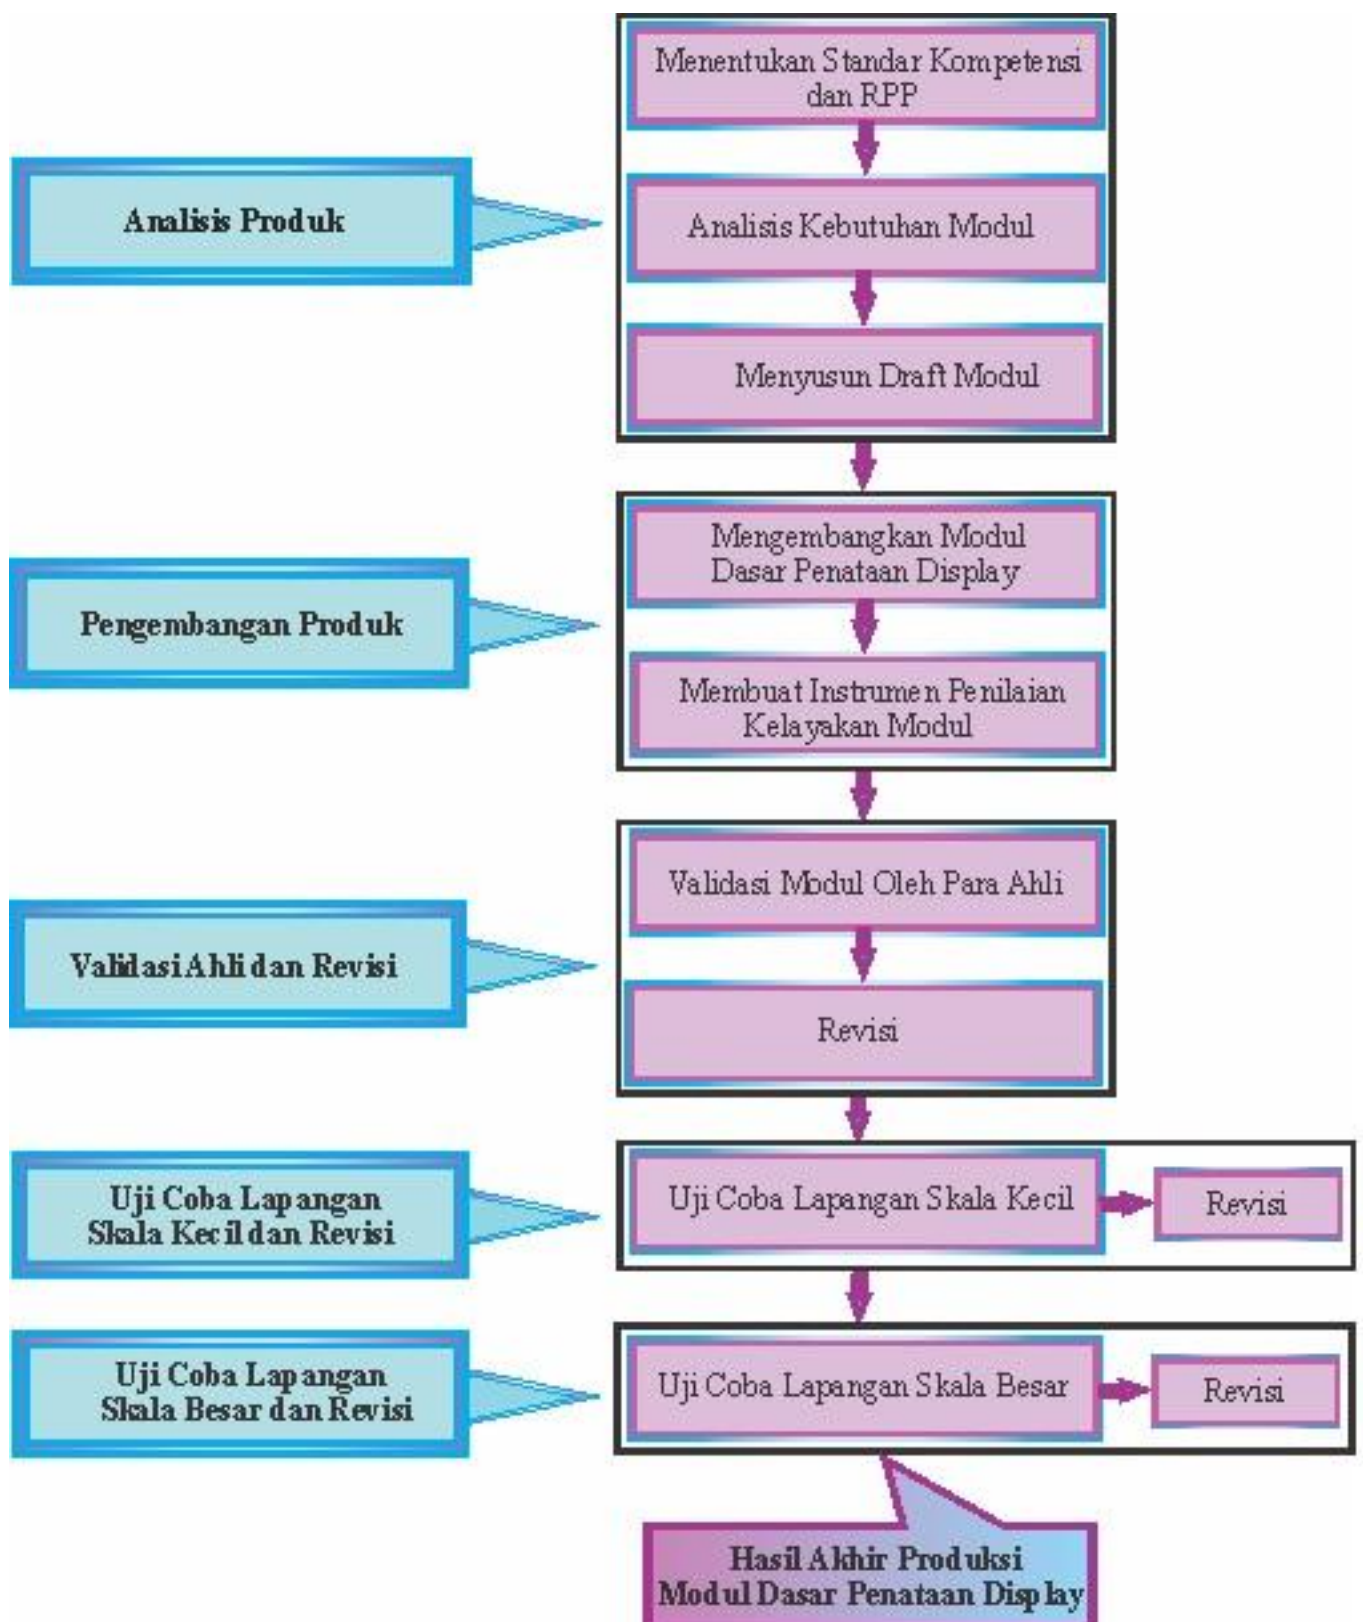 Menentukan Standar Kompetensi
dan RPP
Analisis Produk
Analisis Kebutuhan Modul
Menyusun Draft Modul
Mengembangkan Modul
Dasar Penataan Display
Pengembangan Produk
Membuat Instrumen Penilaian
Kelayakan Modul
Validasi Modul Oleh Para Ahli
Validasi Ahli dan Revisi
Revisi
Uji Coba Lapangan
Skala Kecil dan Revisi
Uji Coba Lapangan Skala Kecil
Revisi
Uji Coba Lapangan
Skala Besar dan Revisi
Uji Coba Lapangan Skala Besar
Revisi
Hasil Akhir Produksi
Modul Dasar Penataan Display